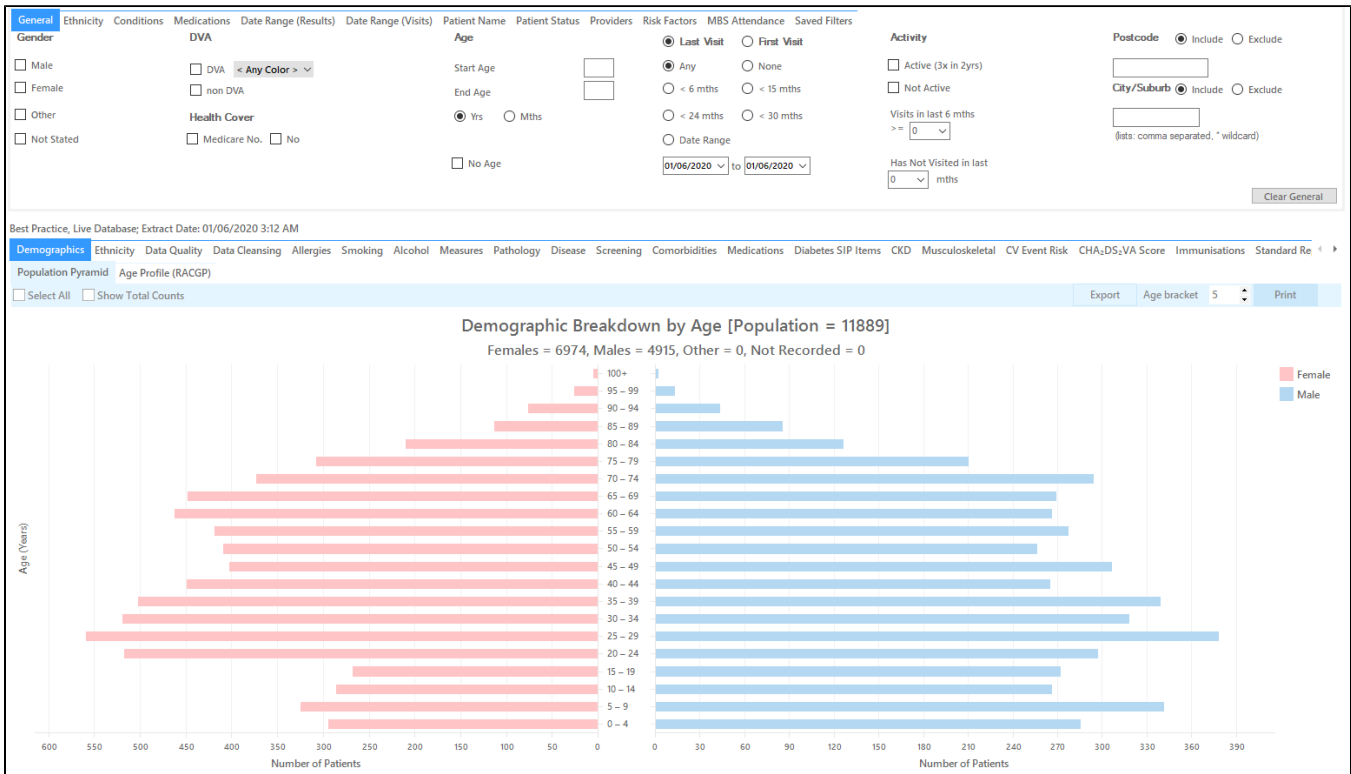 General Ethnicity Conditions Medications Date Range (Results) Date Range (Visits) Patient Name Patient Status Providers Risk Factors MBS Attendance Saved Filters
Gender DVA Age Last Visit First Visit Activity Postcode Include Exclude
Male DVA < Any Color > Start Age Any None Active (3x in 2yrs)
Female non DVA End Age < 6 mths < 15 mths Not Active City/Suburb Include Exclude
Other Health Cover Yrs Mths < 24 mths < 30 mths Visits in last 6 mths
Not Stated Medicare No. No Date Range >= 0 (lists: comma separated, * wildcard)
No Age 01/06/2020 to 01/06/2020 Has Not Visited in last
0 mths
Clear General
Best Practice, Live Database; Extract Date: 01/06/2020 3:12 AM
Demographics Ethnicity Data Quality Data Cleansing Allergies Smoking Alcohol Measures Pathology Disease Screening Comorbidities Medications Diabetes SIP Items CKD Musculoskeletal CV Event Risk CHA₂DS₂VA Score Immunisations Standard Re
Population Pyramid Age Profile (RACGP)
Select All Show Total Counts Export Age bracket 5 Print
Demographic Breakdown by Age [Population = 11889]
Females = 6974, Males = 4915, Other = 0, Not Recorded = 0
Female
Male
Age (Years)
100+
95 – 99
90 – 94
85 – 89
80 – 84
75 – 79
70 – 74
65 – 69
60 – 64
55 – 59
50 – 54
45 – 49
40 – 44
35 – 39
30 – 34
25 – 29
20 – 24
15 – 19
10 – 14
5 – 9
0 – 4
600 550 500 450 400 350 300 250 200 150 100 50 0 0 30 60 90 120 150 180 210 240 270 300 330 360 390
Number of Patients Number of Patients